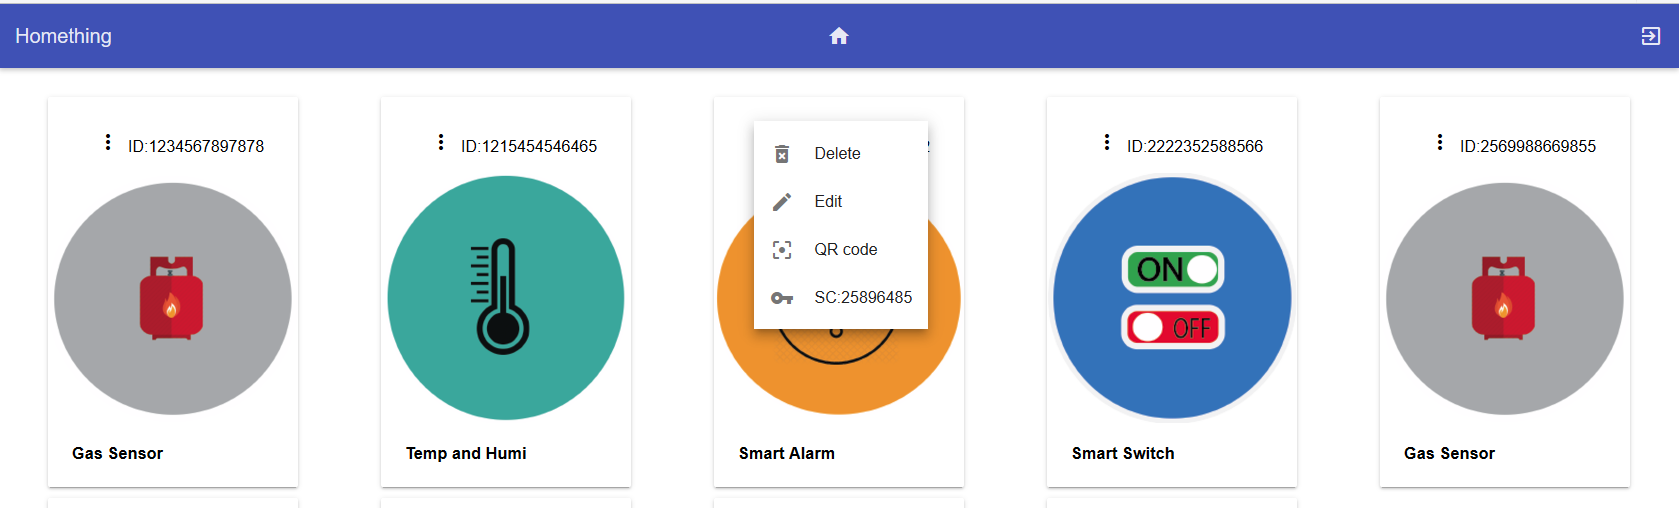 Homething
ID:1234567897878
ID:1215454546465
ID:2222352588566
ID:2569988669855
Delete
Edit
QR code
SC:25896485
ON
OFF
Gas Sensor
Temp and Humi
Smart Alarm
Smart Switch
Gas Sensor